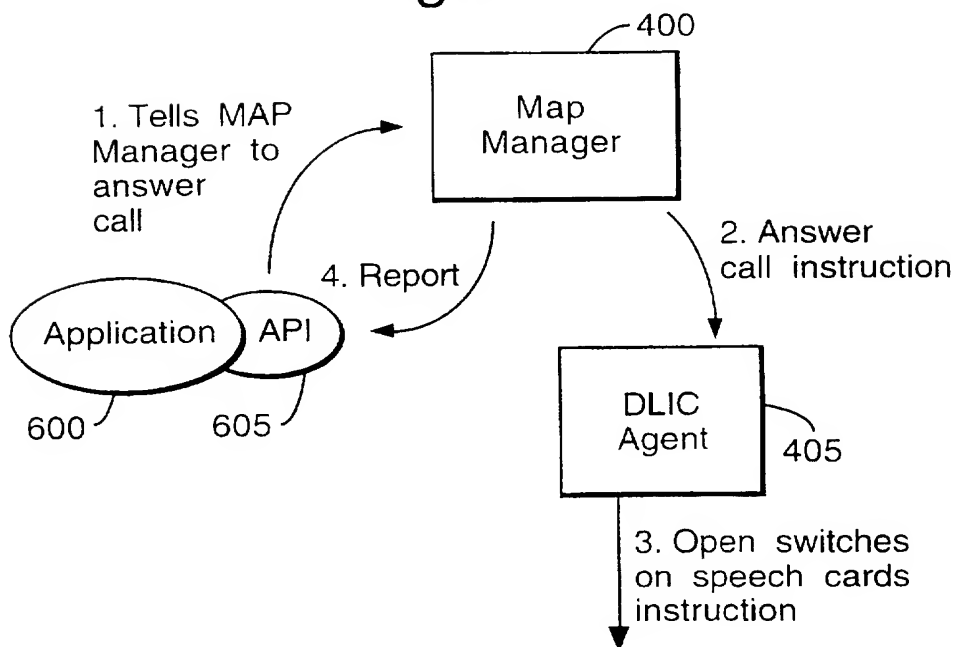 400
Map
Manager
1. Tells MAP
Manager to
answer
call
2. Answer
call instruction
4. Report
Application
API
600
605
DLIC
Agent
405
3. Open switches
on speech cards
instruction